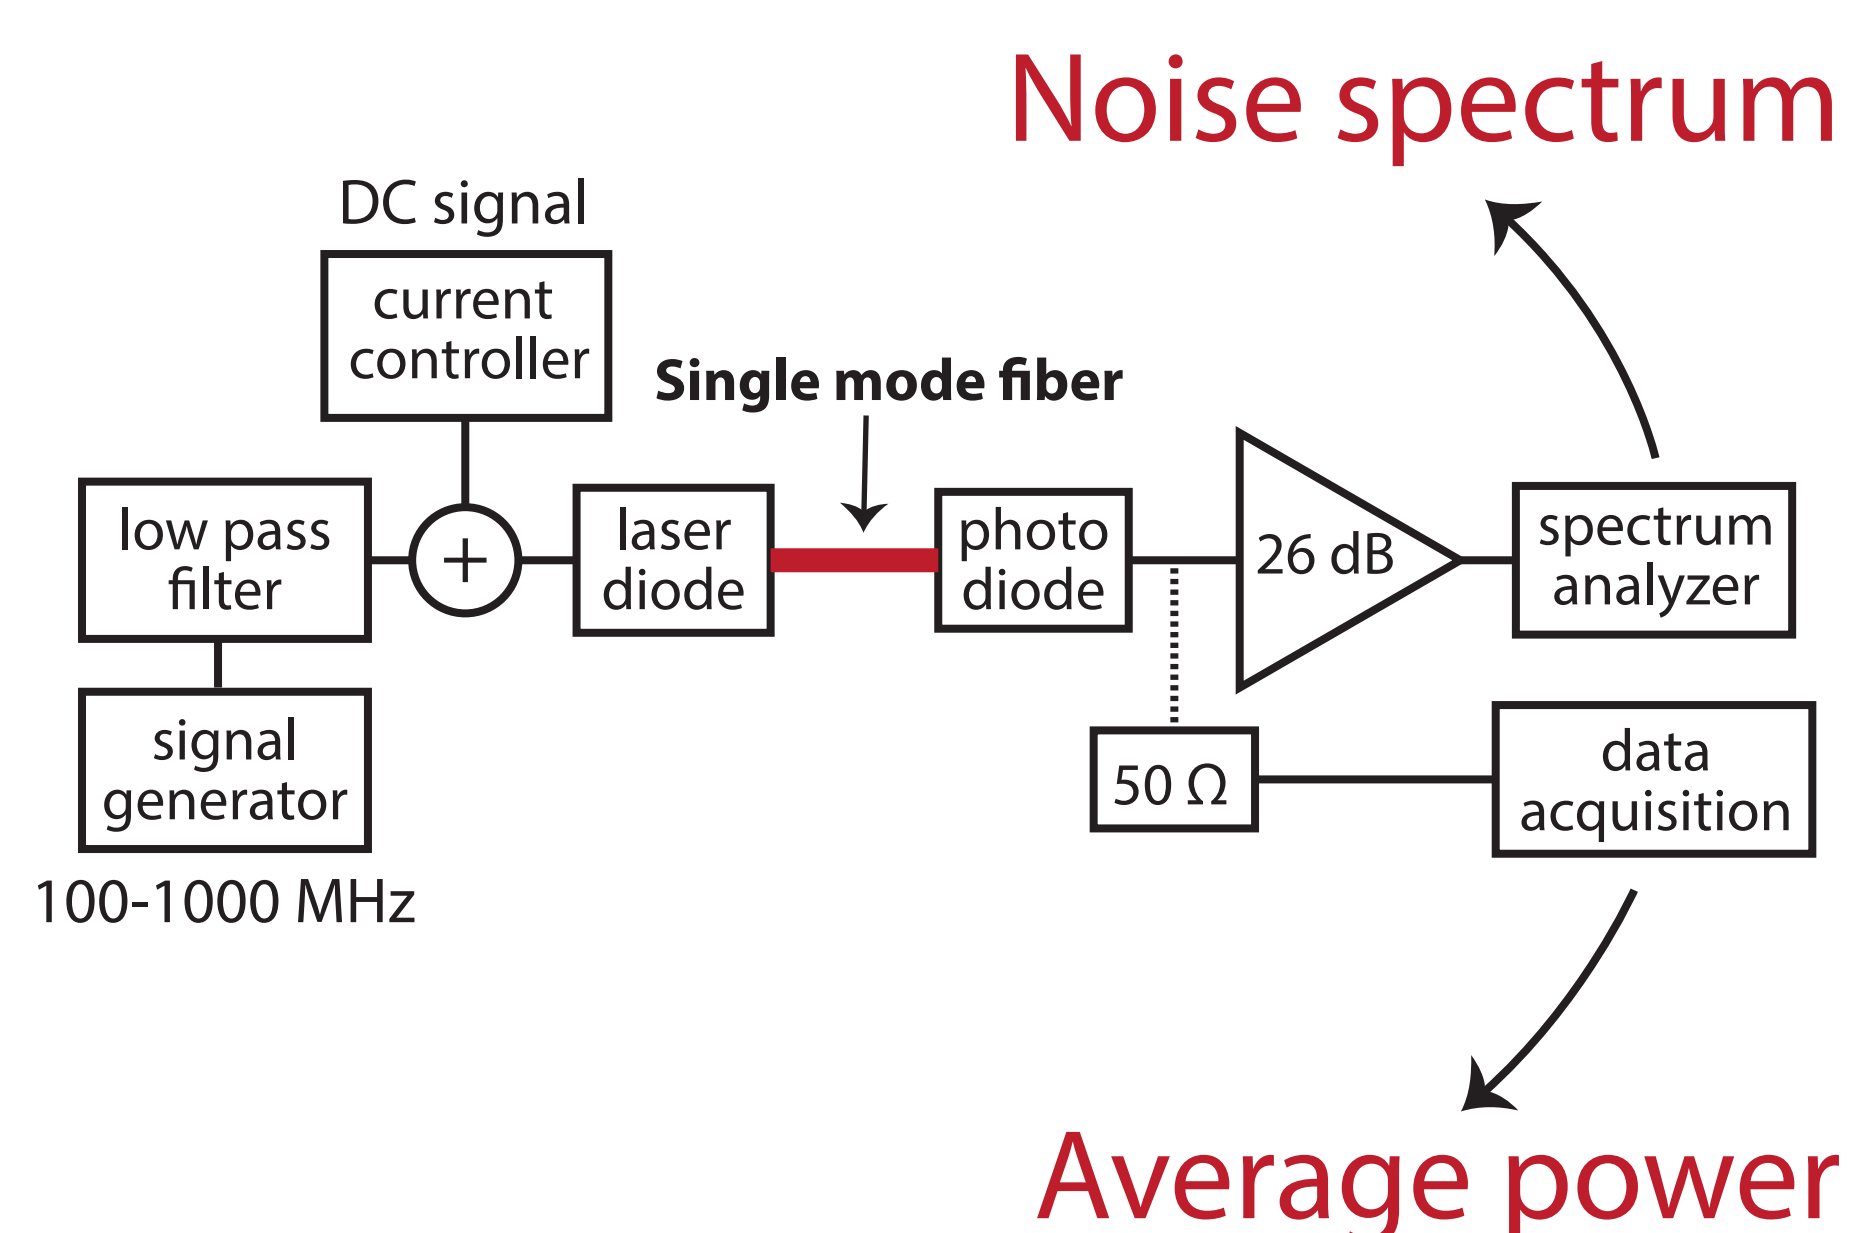 Noise spectrum
DC signal
current
controller
Single mode fiber
low pass
filter
+
laser
diode
photo
diode
26 dB
spectrum
analyzer
signal
generator
100-1000 MHz
50 Ω
data
acquisition
Average power